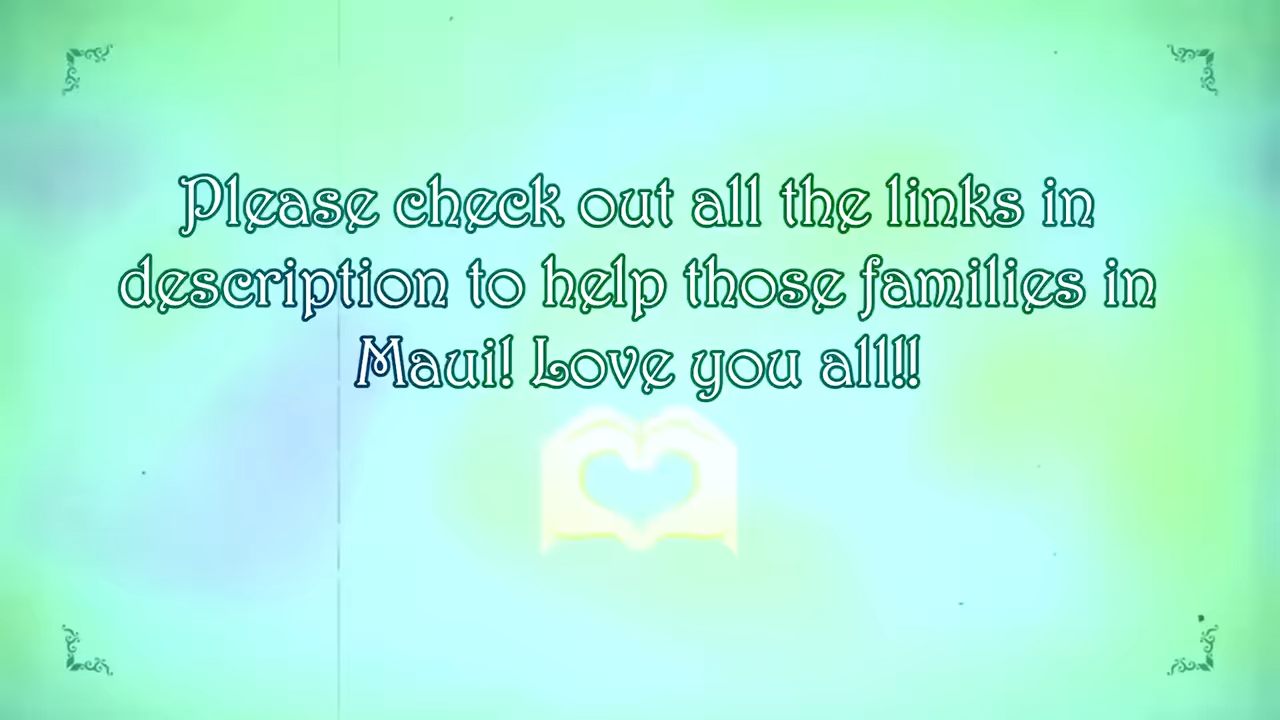 Please check out all the links in
description to help those families in
Maui! Love you all!!